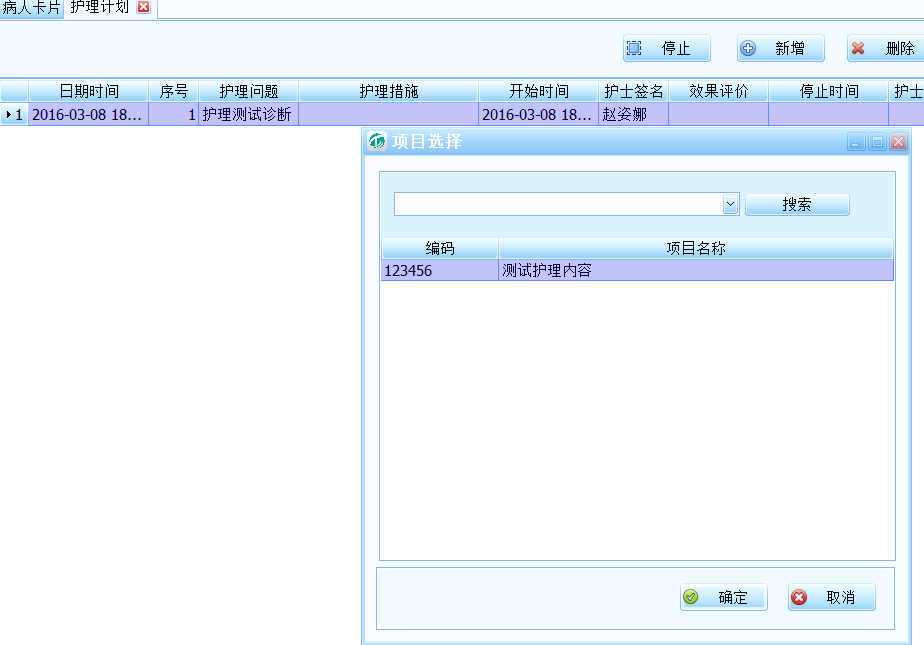 病人卡片 护理计划
停止 新增 删除
日期时间 序号 护理问题 护理措施 开始时间 护士签名 效果评价 停止时间 护士
1 2016-03-08 18... 1 护理测试诊断 2016-03-08 18... 赵姿娜
项目选择
搜索
编码 项目名称
123456 测试护理内容
确定 取消